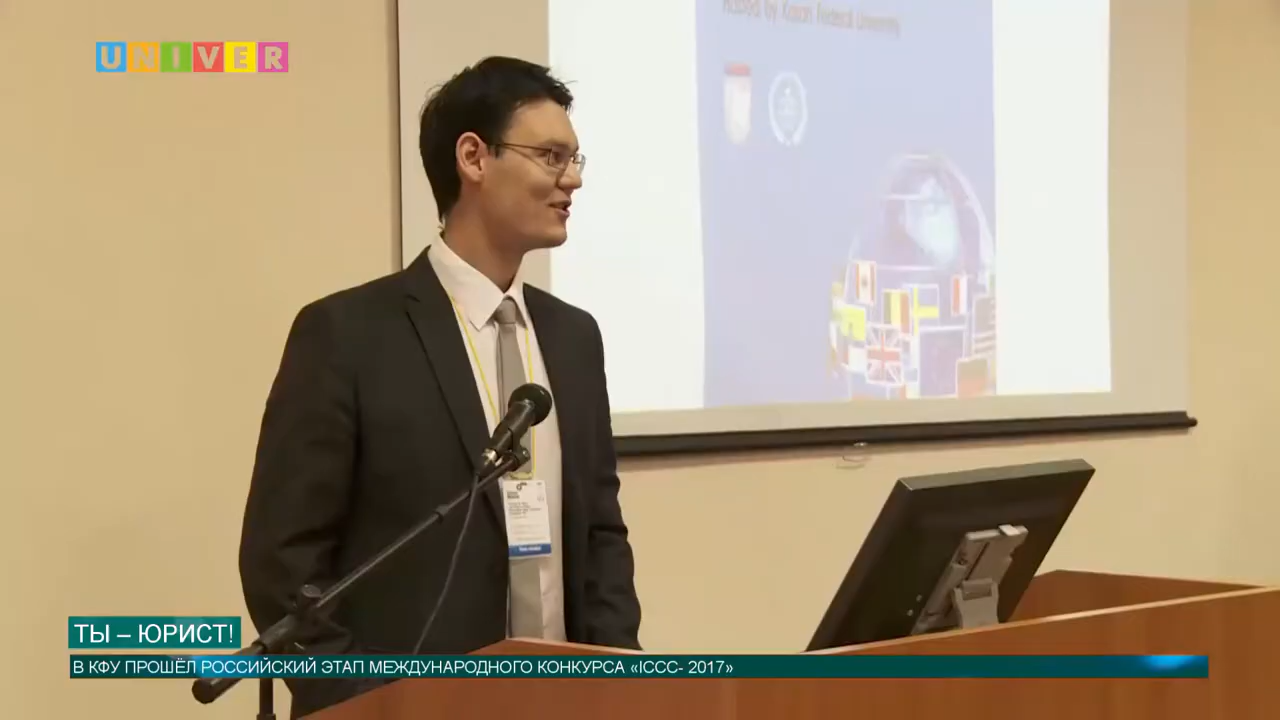 Hosted by Kazan Federal University
UNIVER
ТЫ – ЮРИСТ!
В КФУ ПРОШЁЛ РОССИЙСКИЙ ЭТАП МЕЖДУНАРОДНОГО КОНКУРСА «ICCC- 2017»